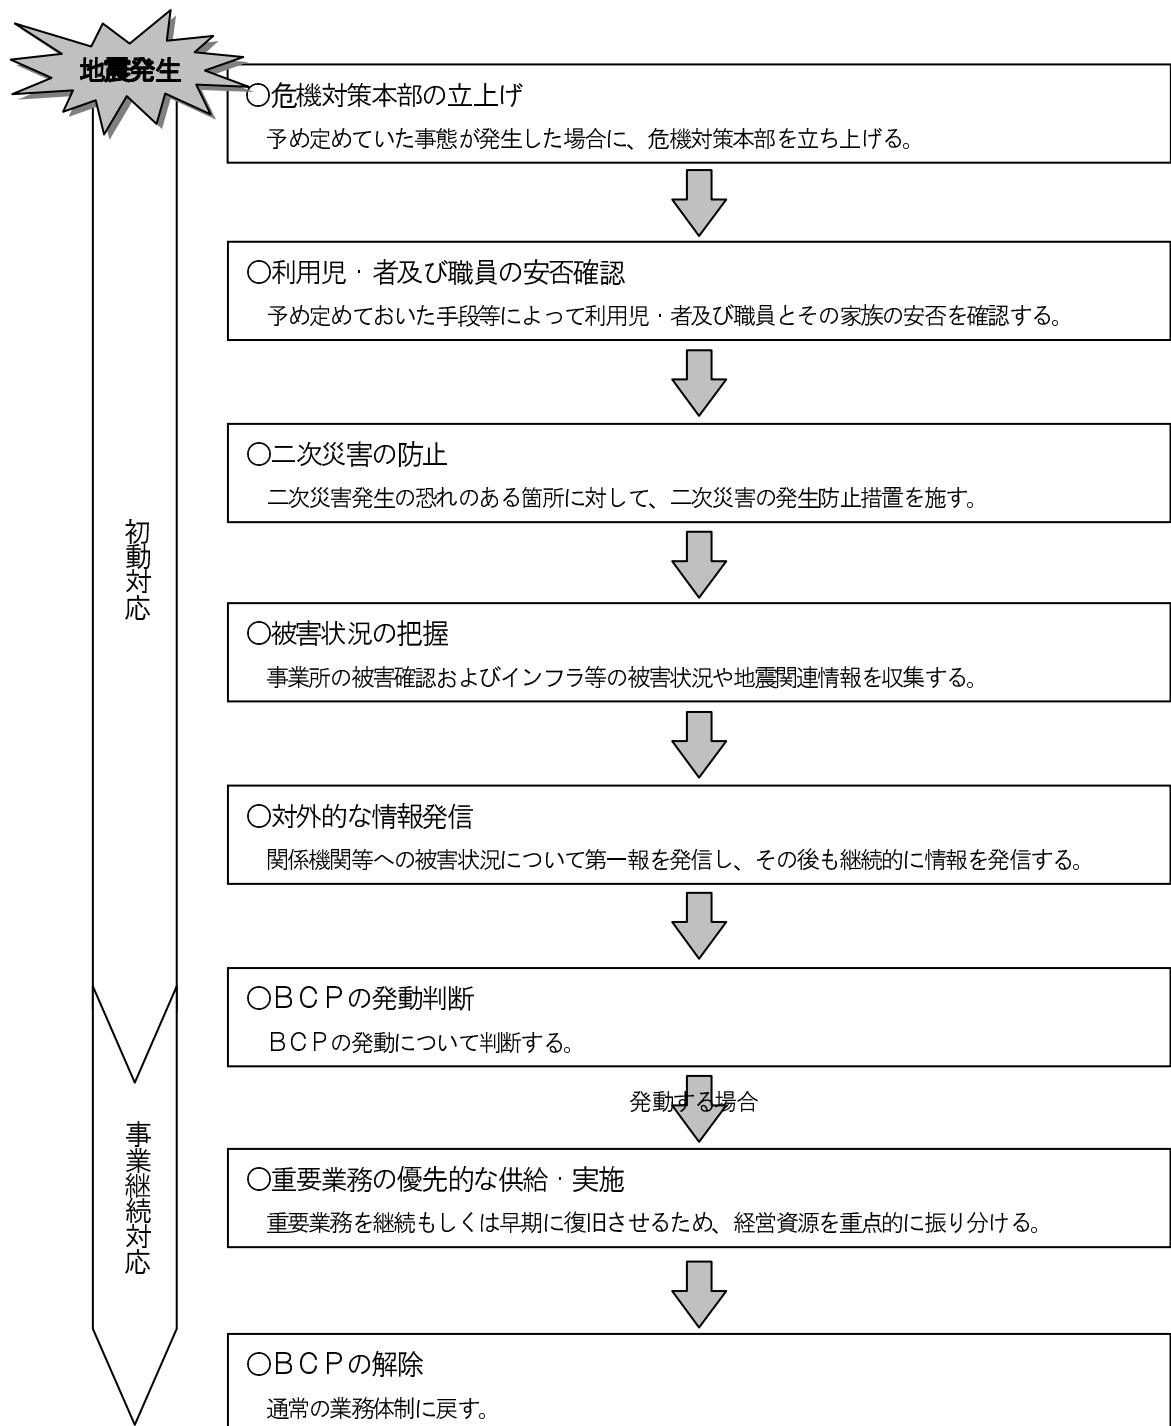 地震発生
○危機対策本部の立上げ
予め定めていた事態が発生した場合に、危機対策本部を立ち上げる。
○利用児・者及び職員の安否確認
予め定めておいた手段等によって利用児・者及び職員とその家族の安否を確認する。
○二次災害の防止
二次災害発生の恐れのある箇所に対して、二次災害の発生防止措置を施す。
初動対応
○被害状況の把握
事業所の被害確認およびインフラ等の被害状況や地震関連情報を収集する。
○対外的な情報発信
関係機関等への被害状況について第一報を発信し、その後も継続的に情報を発信する。
○ＢＣＰの発動判断
ＢＣＰの発動について判断する。
発動する場合
事業継続対応
○重要業務の優先的な供給・実施
重要業務を継続もしくは早期に復旧させるため、経営資源を重点的に振り分ける。
○ＢＣＰの解除
通常の業務体制に戻す。